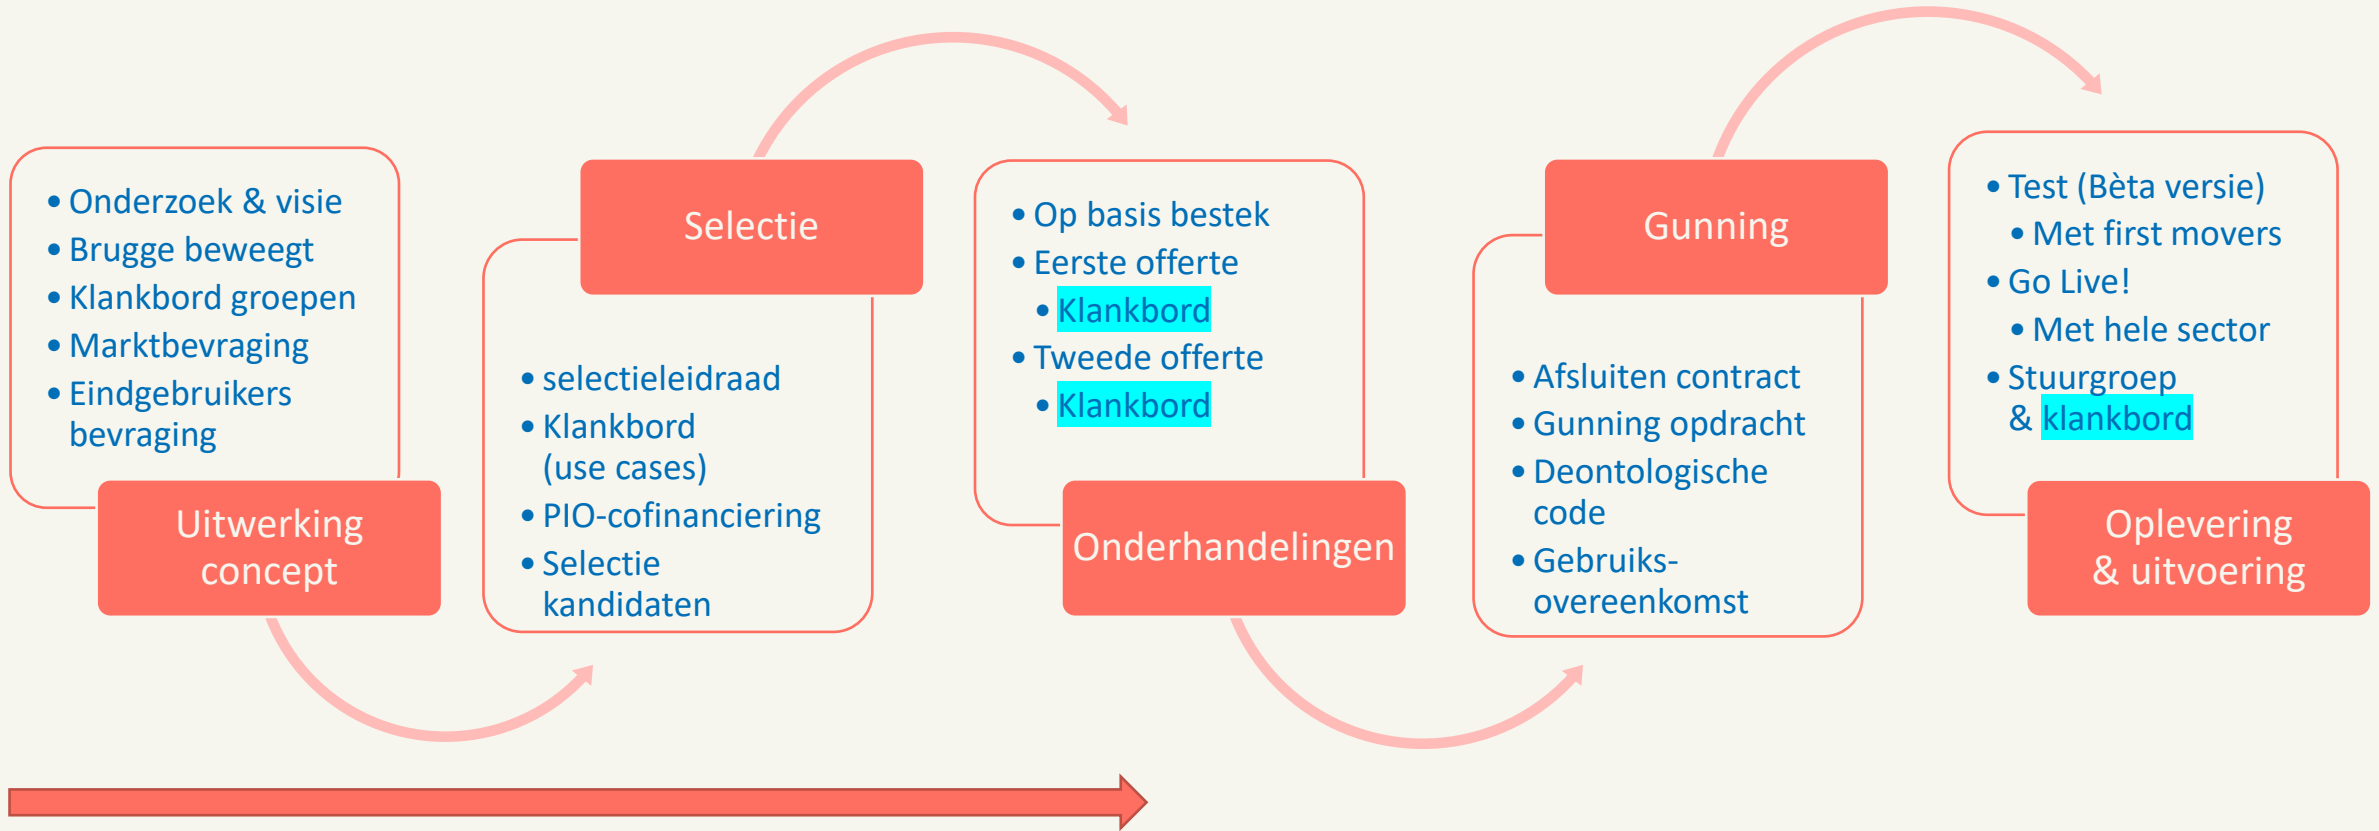 • Onderzoek & visie
• Brugge beweegt
• Klankbord groepen
• Marktbevraging
• Eindgebruikers
bevraging
Uitwerking
concept
Selectie
• selectieleidraad
• Klankbord
(use cases)
• PIO-cofinanciering
• Selectie
kandidaten
• Op basis bestek
• Eerste offerte
• Klankbord
• Tweede offerte
• Klankbord
Onderhandelingen
Gunning
• Afsluiten contract
• Gunning opdracht
• Deontologische
code
• Gebruiks-
overeenkomst
• Test (Bèta versie)
• Met first movers
• Go Live!
• Met hele sector
• Stuurgroep
& klankbord
Oplevering
& uitvoering